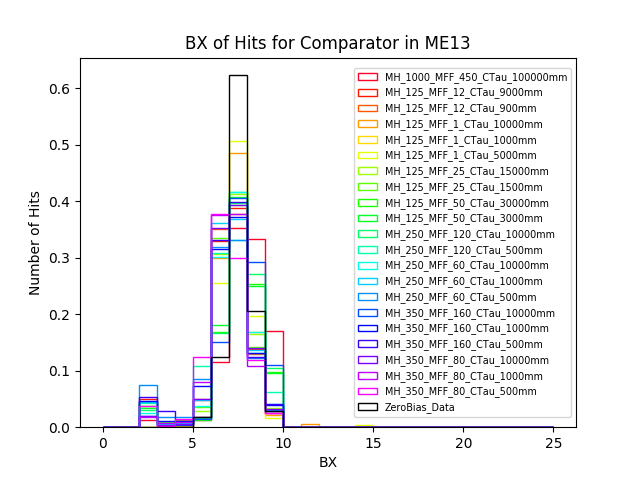 BX of Hits for Comparator in ME13
Number of Hits
0.6
0.5
0.4
0.3
0.2
0.1
0.0
MH_1000_MFF_450_CTau_100000mm
MH_125_MFF_12_CTau_9000mm
MH_125_MFF_12_CTau_900mm
MH_125_MFF_1_CTau_10000mm
MH_125_MFF_1_CTau_1000mm
MH_125_MFF_1_CTau_5000mm
MH_125_MFF_25_CTau_15000mm
MH_125_MFF_25_CTau_1500mm
MH_125_MFF_50_CTau_30000mm
MH_125_MFF_50_CTau_3000mm
MH_250_MFF_120_CTau_10000mm
MH_250_MFF_120_CTau_500mm
MH_250_MFF_60_CTau_10000mm
MH_250_MFF_60_CTau_1000mm
MH_250_MFF_60_CTau_500mm
MH_350_MFF_160_CTau_10000mm
MH_350_MFF_160_CTau_1000mm
MH_350_MFF_160_CTau_500mm
MH_350_MFF_80_CTau_10000mm
MH_350_MFF_80_CTau_1000mm
MH_350_MFF_80_CTau_500mm
ZeroBias_Data
0 5 10 15 20 25
BX